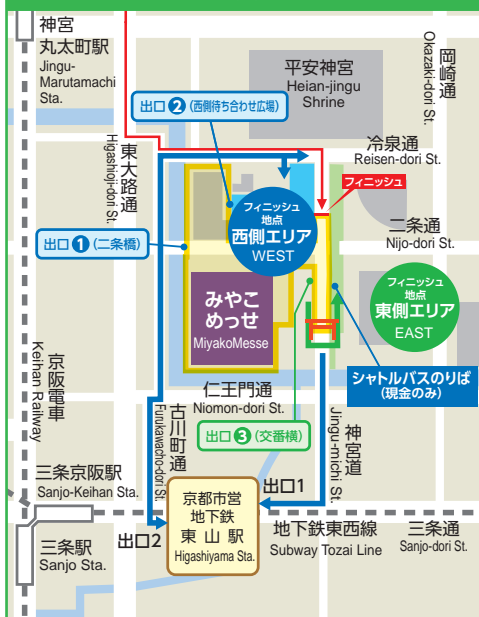 神宮
丸太町駅
Jingu-
Marutamachi
Sta.
平安神宮
Heian-jingu
Shrine
岡崎通
Okazaki-dori St.
出口❷(西側待ち合わせ広場)
東大路通
Higashioji-dori St.
冷泉通
Reisen-dori St.
フィニッシュ
フィニッシュ
地点
西側エリア
WEST
二条通
Nijo-dori St.
出口❶(二条橋)
フィニッシュ
地点
東側エリア
EAST
みやこ
めっせ
MiyakoMesse
京阪電車
Keihan Railway
シャトルバスのりば
(現金のみ)
仁王門通
Niomon-dori St.
古川町通
Furukawacho-dori St.
出口❸(交番横)
神宮道
Jingu-michi St.
三条京阪駅
Sanjo-Keihan Sta.
出口1
京都市営
地下鉄
東山駅
Higashiyama Sta.
三条駅
Sanjo Sta.
出口2
地下鉄東西線
Subway Tozai Line
三条通
Sanjo-dori St.